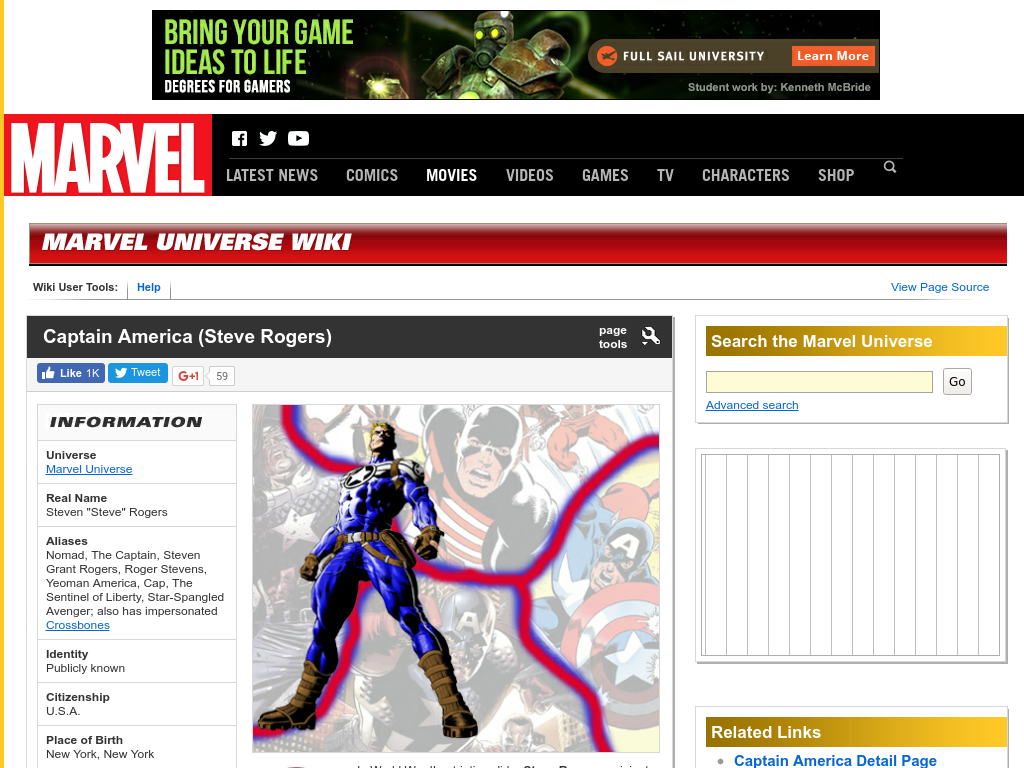 BRING YOUR GAME
IDEAS TO LIFE
DEGREES FOR GAMERS
FULL SAIL UNIVERSITY
Learn More
Student work by: Kenneth McBride
MARVEL
LATEST NEWS COMICS MOVIES VIDEOS GAMES TV CHARACTERS SHOP
MARVEL UNIVERSE WIKI
Wiki User Tools: Help View Page Source
Captain America (Steve Rogers)
page
tools
Like 1K Tweet G+1 59
INFORMATION
Universe
Marvel Universe
Real Name
Steven "Steve" Rogers
Aliases
Nomad, The Captain, Steven
Grant Rogers, Roger Stevens,
Yeoman America, Cap, The
Sentinel of Liberty, Star-Spangled
Avenger; also has impersonated
Crossbones
Identity
Publicly known
Citizenship
U.S.A.
Place of Birth
New York, New York
Search the Marvel Universe
Go
Advanced search
Related Links
Captain America Detail Page